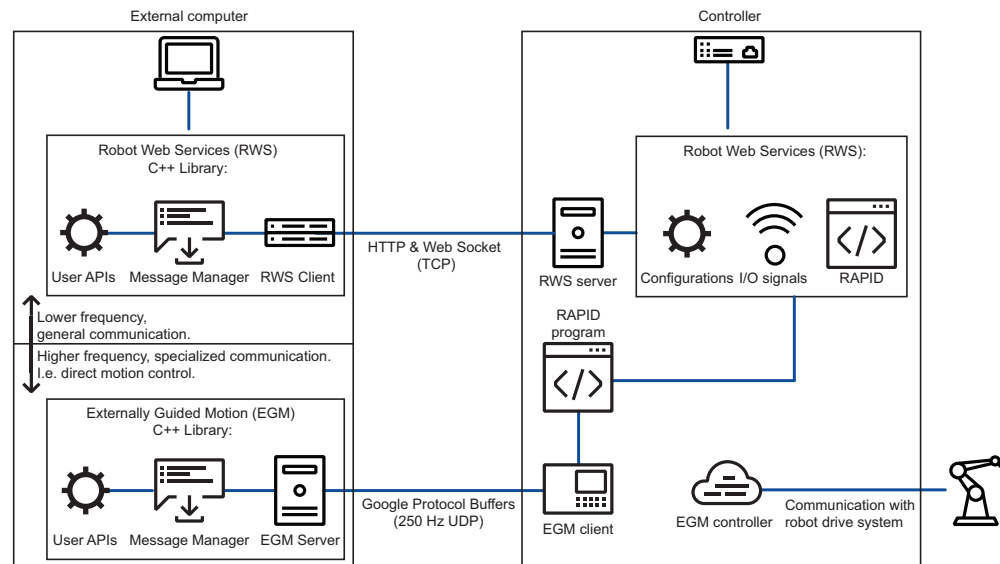 External computer
Controller
Robot Web Services (RWS)
C++ Library:
User APIs
Message Manager
RWS Client
HTTP & Web Socket
(TCP)
RWS server
Robot Web Services (RWS):
Configurations
I/O signals
RAPID
Lower frequency,
general communication.
Higher frequency, specialized communication.
I.e. direct motion control.
RAPID
program
Externally Guided Motion (EGM)
C++ Library:
User APIs
Message Manager
EGM Server
Google Protocol Buffers
(250 Hz UDP)
EGM client
EGM controller
Communication with
robot drive system